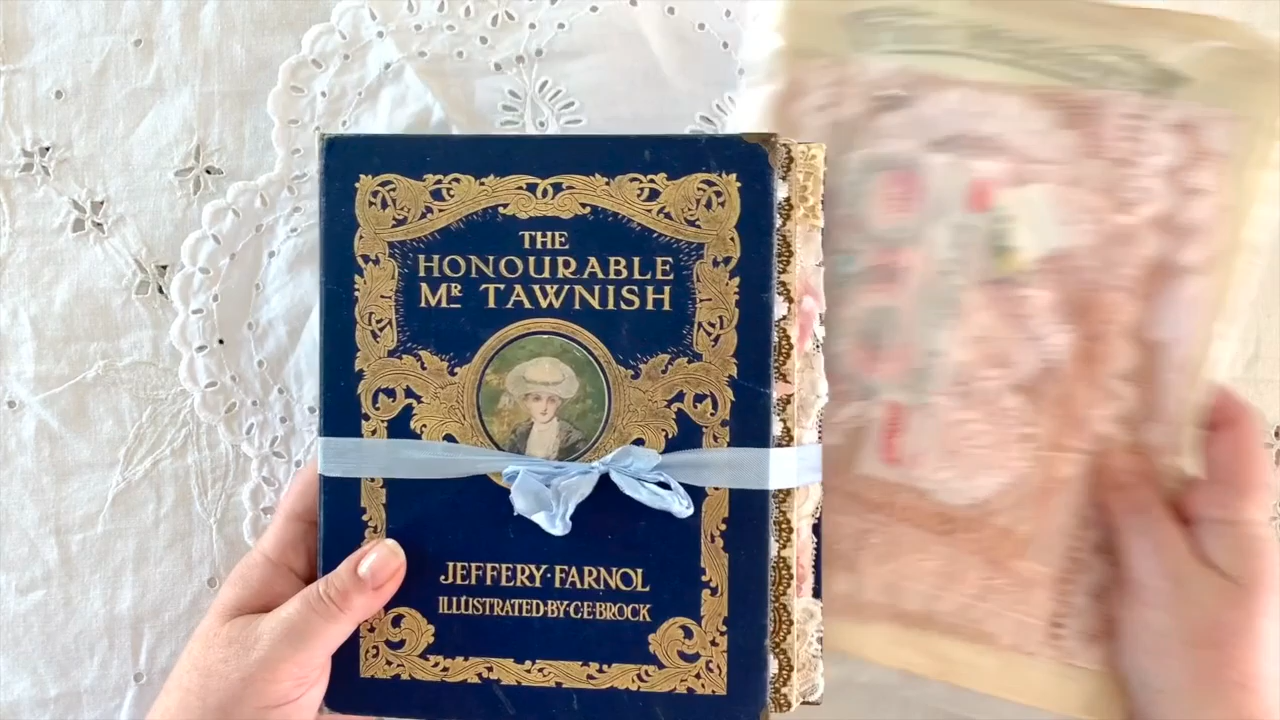 THE
HONOURABLE
MR TAWNISH
JEFFERY·FARNOL
ILLUSTRATED·BY·C·E·BROCK